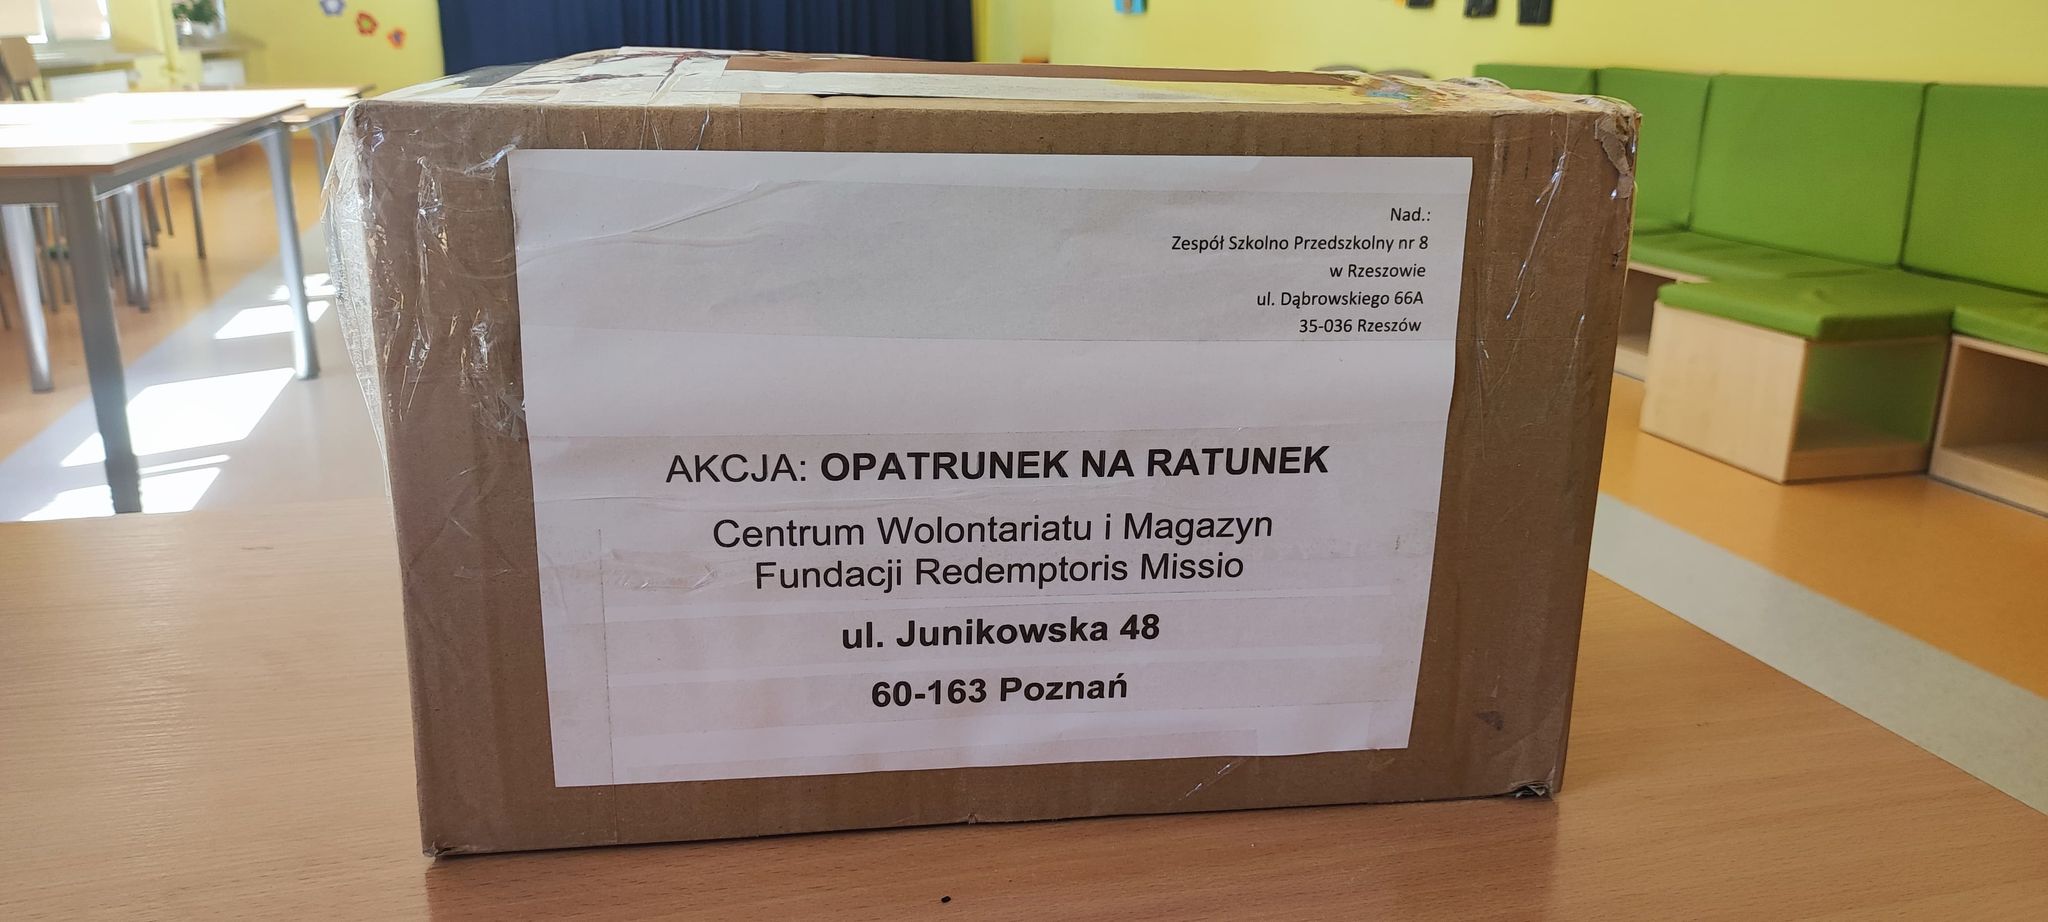 Nad.:
Zespół Szkolno Przedszkolny nr 8
w Rzeszowie
ul. Dąbrowskiego 66A
35-036 Rzeszów
AKCJA: OPATRUNEK NA RATUNEK
Centrum Wolontariatu i Magazyn
Fundacji Redemptoris Missio
ul. Junikowska 48
60-163 Poznań